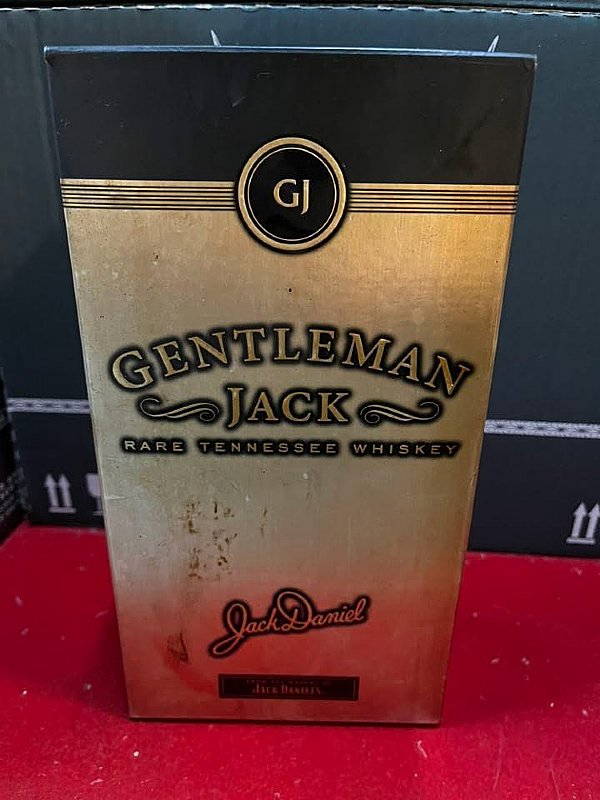 GJ
GENTLEMAN
JACK
RARE TENNESSEE WHISKEY
Jack Daniel
JACK DANIEL'S